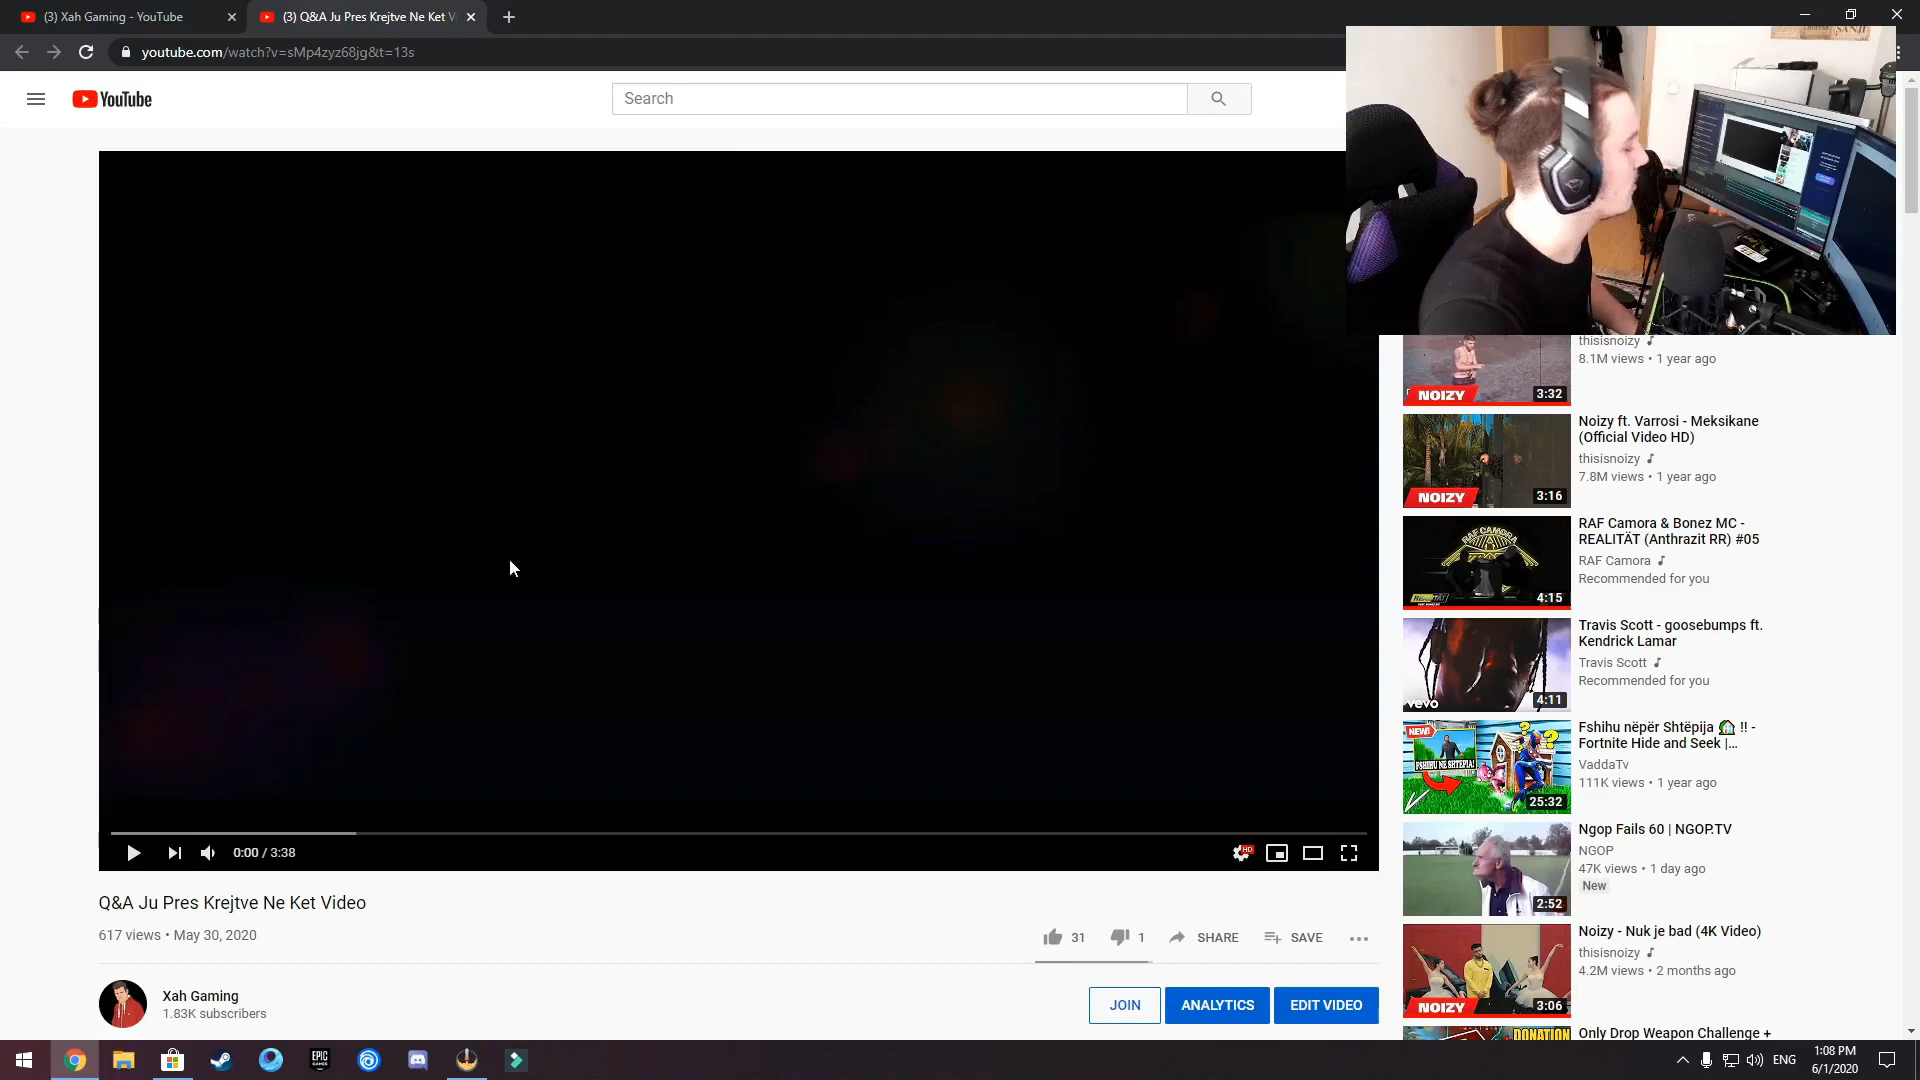 (3) Xah Gaming - YouTube
(3) Q&A Ju Pres Krejtve Ne Ket V
youtube.com/watch?v=sMp4zyz68jg&t=13s
YouTube
Search
thisisnoizy
8.1M views • 1 year ago
NOIZY
3:32
Noizy ft. Varrosi - Meksikane
(Official Video HD)
thisisnoizy
7.8M views • 1 year ago
NOIZY
3:16
RAF Camora & Bonez MC -
REALITÄT (Anthrazit RR) #05
RAF Camora
Recommended for you
RAF CAMORA
4:15
Travis Scott - goosebumps ft.
Kendrick Lamar
Travis Scott
Recommended for you
vevo
4:11
Fshihu nëpër Shtëpija 🏠 !! -
Fortnite Hide and Seek |...
VaddaTv
111K views • 1 year ago
NEW!
FSHIHU NE SHTEPIA!
25:32
Ngop Fails 60 | NGOP.TV
NGOP
47K views • 1 day ago
New
2:52
Noizy - Nuk je bad (4K Video)
thisisnoizy
4.2M views • 2 months ago
NOIZY
3:06
Only Drop Weapon Challenge +
DONATION
0:00 / 3:38
HD
Q&A Ju Pres Krejtve Ne Ket Video
617 views • May 30, 2020
31
1
SHARE
SAVE
Xah Gaming
1.83K subscribers
JOIN
ANALYTICS
EDIT VIDEO
EPIC
GAMES
ENG
1:08 PM
6/1/2020